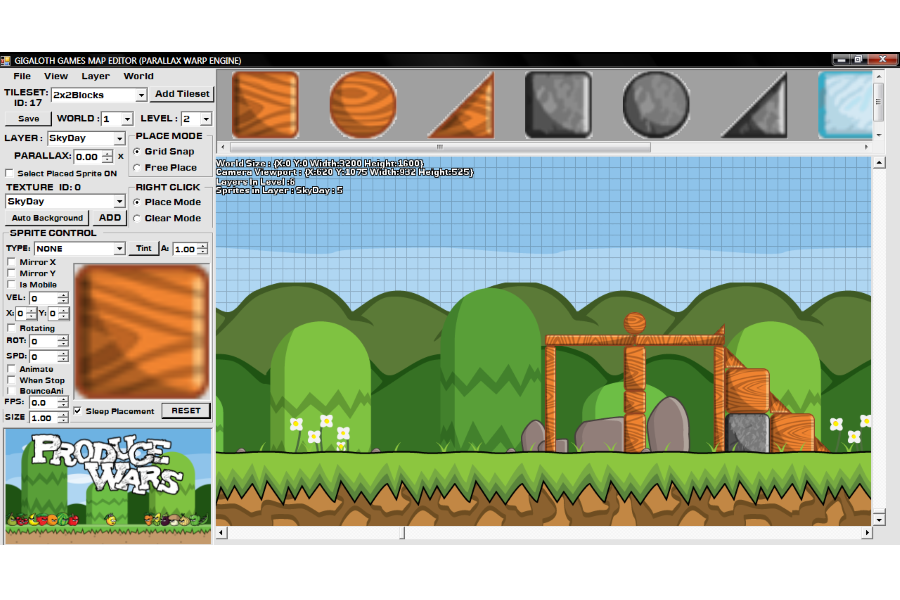 GIGALOTH GAMES MAP EDITOR (PARALLAX WARP ENGINE)
File View Layer World
TILESET: 2x2Blocks Add Tileset
ID: 17
Save WORLD: 1 LEVEL: 2
LAYER: SkyDay
PARALLAX: 0.00 x
Select Placed Sprite ON
PLACE MODE
Grid Snap
Free Place
TEXTURE ID: 0
SkyDay
Auto Background ADD
RIGHT CLICK
Place Mode
Clear Mode
SPRITE CONTROL
TYPE: NONE Tint A: 1.00
Mirror X
Mirror Y
Is Mobile
VEL: 0
X: 0 Y: 0
Rotating
ROT: 0
SPD: 0
Animate
When Stop
BounceAni
FPS: 0.0
SIZE 1.00
Sleep Placement RESET
PRODUCE
WARS
World Size : {X:0 Y:0 Width:3200 Height:1600}
Camera Viewport : {X:620 Y:1075 Width:932 Height:525}
Layers in Level :6
Sprites in Layer : SkyDay : 5